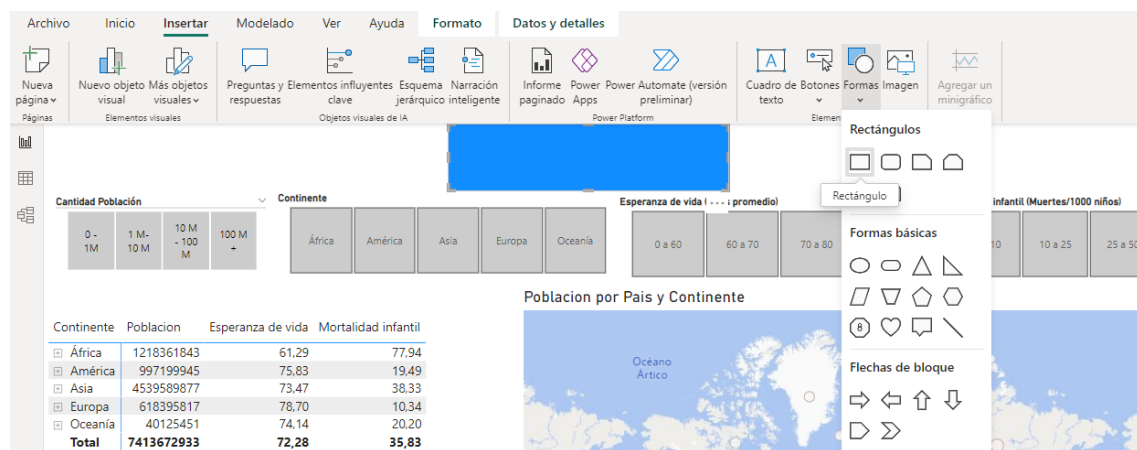 Archivo Inicio Insertar Modelado Ver Ayuda Formato Datos y detalles
Nueva página
Nuevo objeto visual
Más objetos visuales
Preguntas y respuestas
Elementos influyentes clave
Esquema jerárquico
Narración inteligente
Informe paginado
Power Apps
Power Automate (versión preliminar)
Cuadro de texto
Botones
Formas
Imagen
Agregar un minigráfico
Páginas
Elementos visuales
Objetos visuales de IA
Power Platform
Elemen
Rectángulos
Rectángulo
Formas básicas
8
Flechas de bloque
Cantidad Población
0 - 1M
1 M- 10 M
10 M - 100 M
100 M +
Continente
África América Asia Europa Oceanía
Esperanza de vida ( promedio)
0 a 60 60 a 70 70 a 80
infantil (Muertes/1000 niños)
10 10 a 25 25 a 50
Poblacion por Pais y Continente
Océano
Ártico
Continente Poblacion Esperanza de vida Mortalidad infantil
África 1218361843 61,29 77,94
América 997199945 75,83 19,49
Asia 4539589877 73,47 38,33
Europa 618395817 78,70 10,34
Oceanía 40125451 74,14 20,20
Total 7413672933 72,28 35,83